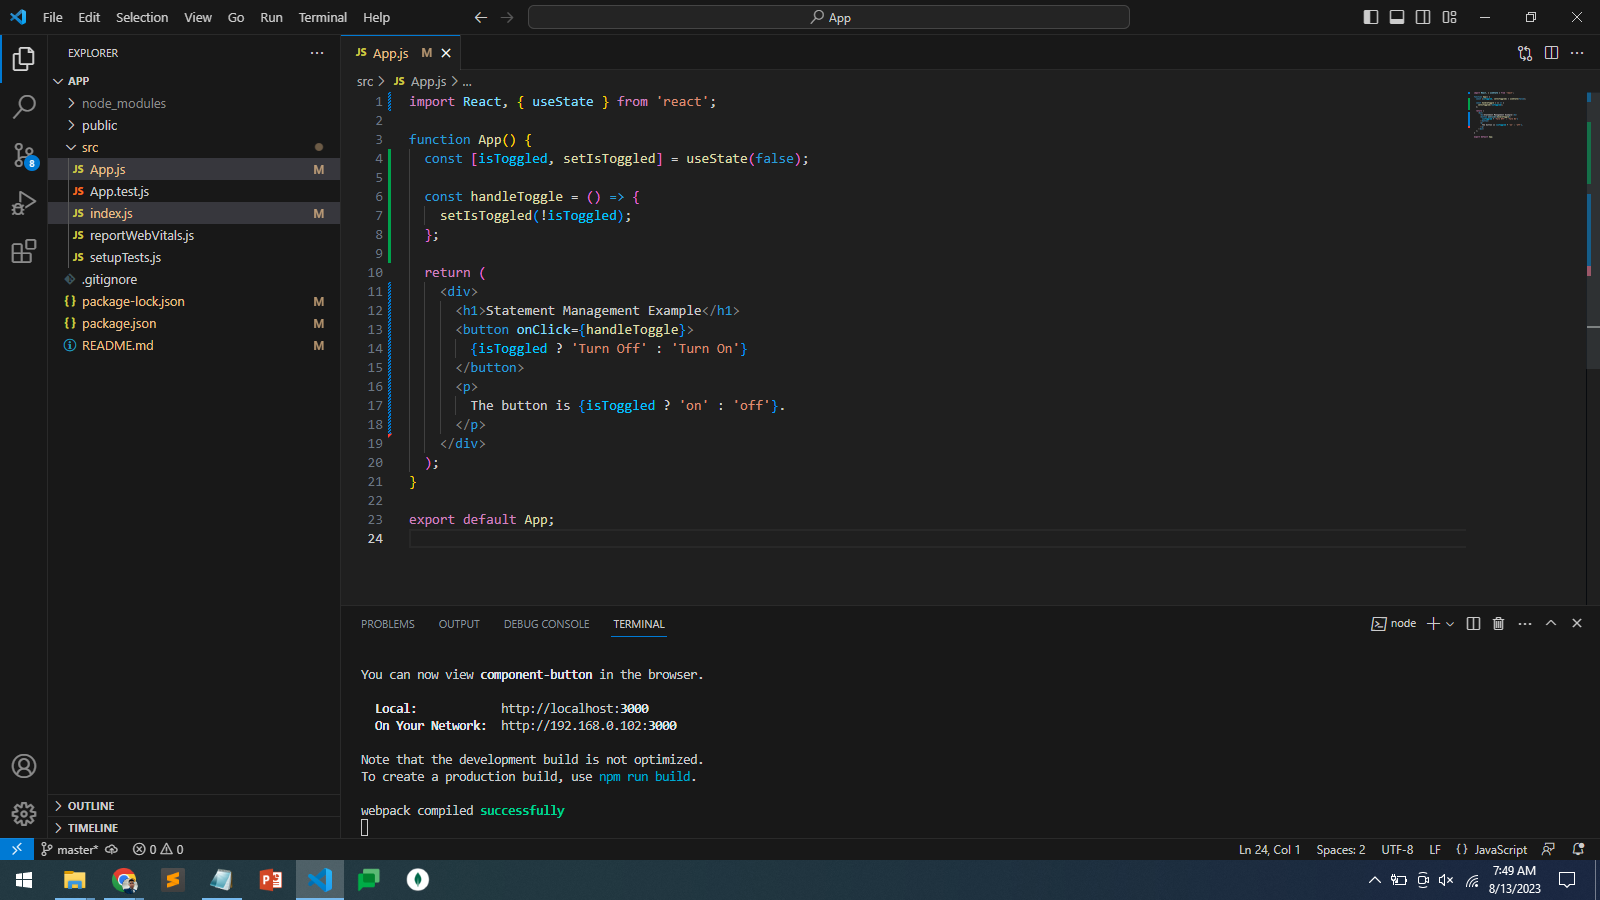 File Edit Selection View Go Run Terminal Help
App
EXPLORER
APP
node_modules
public
src
JS App.js M
JS App.test.js
JS index.js M
JS reportWebVitals.js
JS setupTests.js
.gitignore
{} package-lock.json M
{} package.json M
README.md M
OUTLINE
TIMELINE
8
JS App.js M
src > JS App.js > ...
1 import React, { useState } from 'react';
2
3 function App() {
4 const [isToggled, setIsToggled] = useState(false);
5
6 const handleToggle = () => {
7 setIsToggled(!isToggled);
8 };
9
10 return (
11 <div>
12 <h1>Statement Management Example</h1>
13 <button onClick={handleToggle}>
14 {isToggled ? 'Turn Off' : 'Turn On'}
15 </button>
16 <p>
17 The button is {isToggled ? 'on' : 'off'}.
18 </p>
19 </div>
20 );
21 }
22
23 export default App;
24
PROBLEMS OUTPUT DEBUG CONSOLE TERMINAL
node
You can now view component-button in the browser.
Local: http://localhost:3000
On Your Network: http://192.168.0.102:3000
Note that the development build is not optimized.
To create a production build, use npm run build.
webpack compiled successfully
master* 0 0
Ln 24, Col 1 Spaces: 2 UTF-8 LF {} JavaScript
7:49 AM
8/13/2023